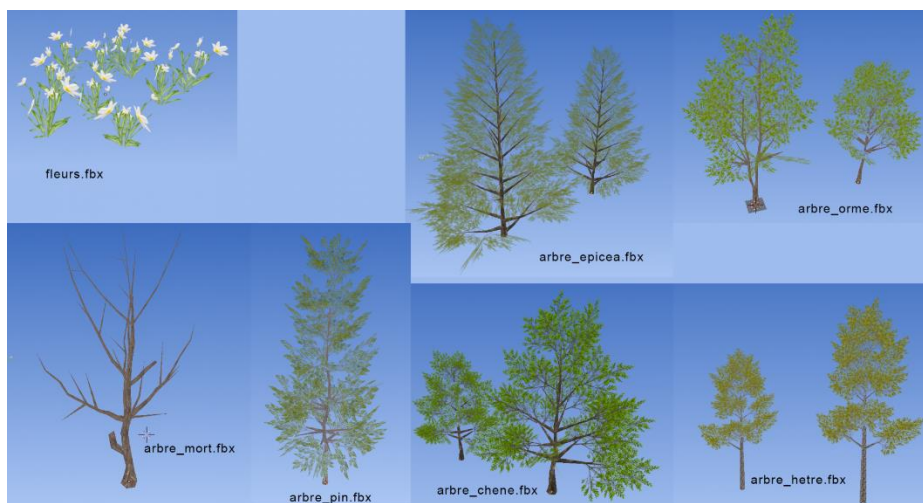 fleurs.fbx
arbre_epicea.fbx
arbre_orme.fbx
arbre_mort.fbx
arbre_pin.fbx
arbre_chene.fbx
arbre_hetre.fbx